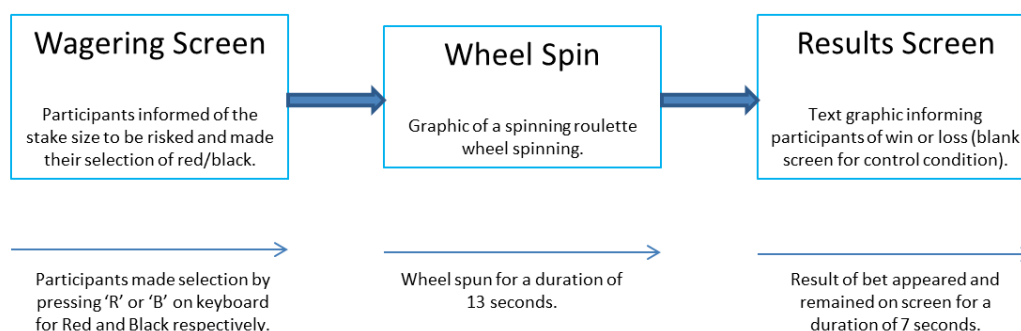 Wagering Screen
Participants informed of the
stake size to be risked and made
their selection of red/black.
Wheel Spin
Graphic of a spinning roulette
wheel spinning.
Results Screen
Text graphic informing
participants of win or loss (blank
screen for control condition).
Participants made selection by
pressing ‘R’ or ‘B’ on keyboard
for Red and Black respectively.
Wheel spun for a duration of
13 seconds.
Result of bet appeared and
remained on screen for a
duration of 7 seconds.